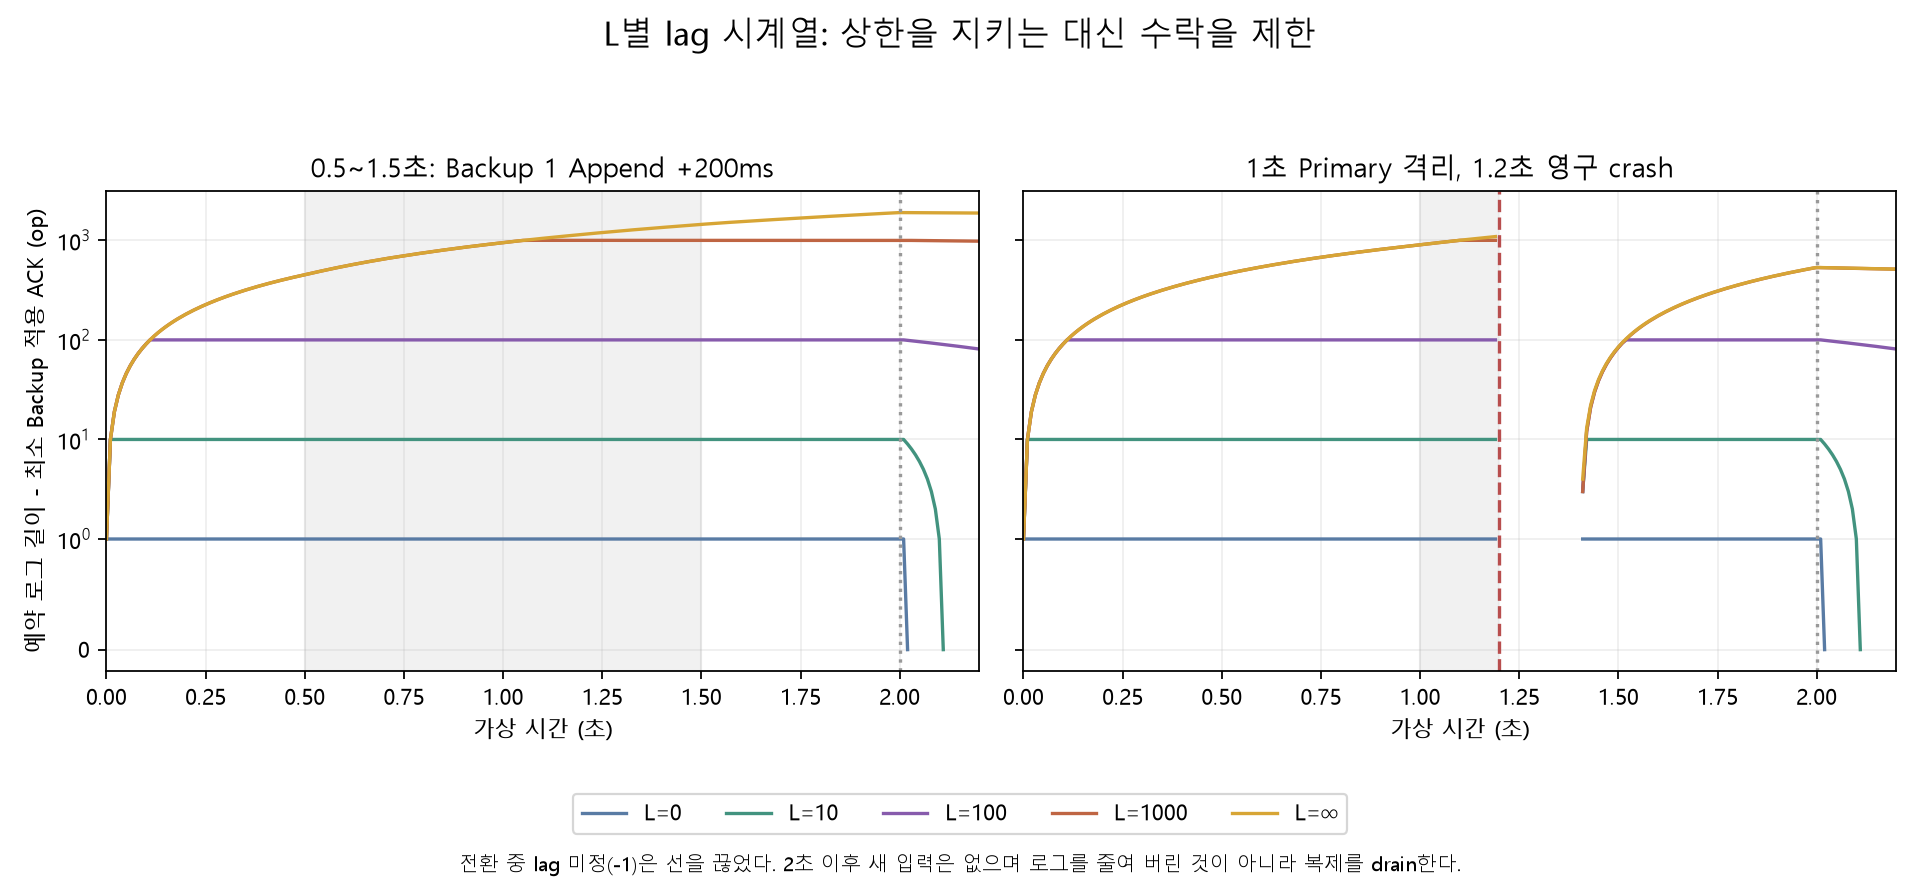 L별 lag 시계열: 상한을 지키는 대신 수락을 제한
0.5~1.5초: Backup 1 Append +200ms
예약 로그 길이 - 최소 Backup 적용 ACK (op)
10³
10²
10¹
10⁰
0
0.00 0.25 0.50 0.75 1.00 1.25 1.50 1.75 2.00
가상 시간 (초)
1초 Primary 격리, 1.2초 영구 crash
0.00 0.25 0.50 0.75 1.00 1.25 1.50 1.75 2.00
가상 시간 (초)
L=0 L=10 L=100 L=1000 L=∞
전환 중 lag 미정(-1)은 선을 끊었다. 2초 이후 새 입력은 없으며 로그를 줄여 버린 것이 아니라 복제를 drain한다.